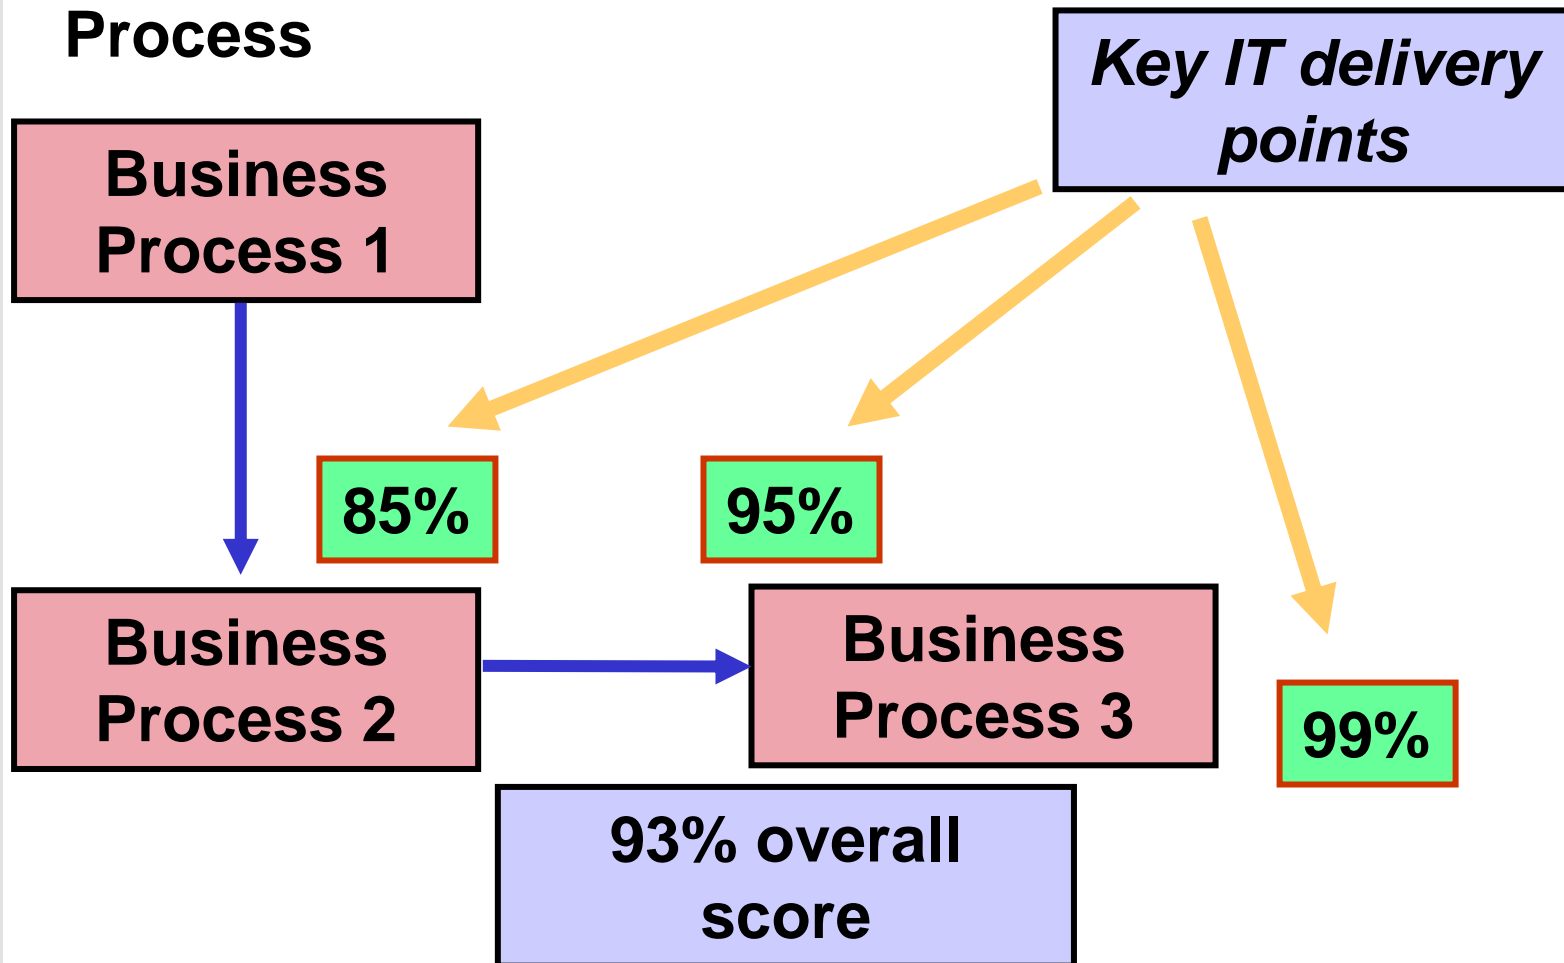 Process
Key IT delivery
points
Business
Process 1
85%
95%
Business
Process 2
Business
Process 3
99%
93% overall
score